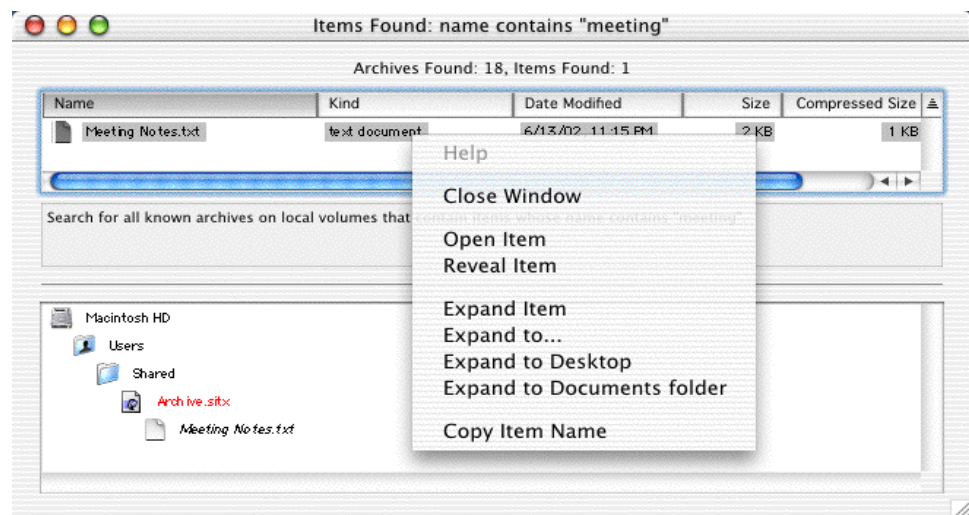 Items Found: name contains "meeting"
Archives Found: 18, Items Found: 1
Name Kind Date Modified Size Compressed Size
Meeting Notes.txt text document 6/13/02 11:15 PM 2 KB 1 KB
Search for all known archives on local volumes that contain items whose name contains "meeting".
Help
Close Window
Open Item
Reveal Item
Expand Item
Expand to...
Expand to Desktop
Expand to Documents folder
Copy Item Name
Macintosh HD
Users
Shared
Archive.sitx
Meeting Notes.txt